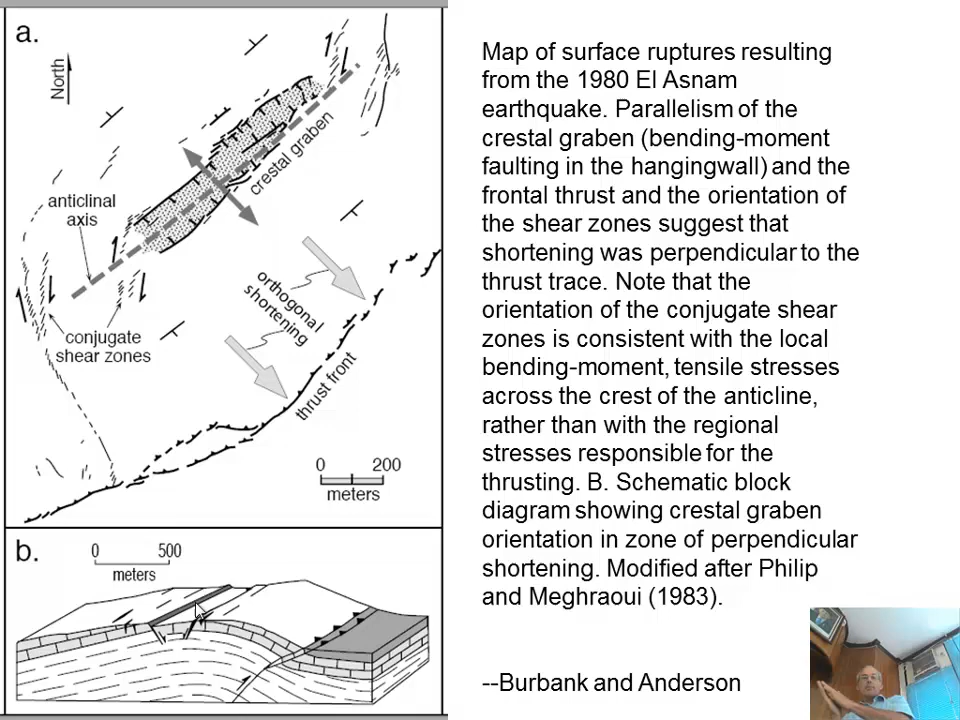 a.
North
crestal graben
anticlinal
axis
orthogonal
shortening
conjugate
shear zones
thrust front
0 200
meters
b.
0 500
meters
Map of surface ruptures resulting
from the 1980 El Asnam
earthquake. Parallelism of the
crestal graben (bending-moment
faulting in the hangingwall) and the
frontal thrust and the orientation of
the shear zones suggest that
shortening was perpendicular to the
thrust trace. Note that the
orientation of the conjugate shear
zones is consistent with the local
bending-moment, tensile stresses
across the crest of the anticline,
rather than with the regional
stresses responsible for the
thrusting. B. Schematic block
diagram showing crestal graben
orientation in zone of perpendicular
shortening. Modified after Philip
and Meghraoui (1983).
--Burbank and Anderson